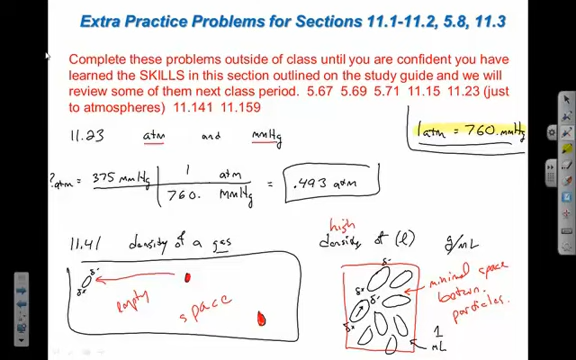 Extra Practice Problems for Sections 11.1-11.2, 5.8, 11.3
Complete these problems outside of class until you are confident you have
learned the SKILLS in this section outlined on the study guide and we will
review some of them next class period. 5.67 5.69 5.71 11.15 11.23 (just
to atmospheres) 11.141 11.159
11.23 atm and mmHg
1 atm = 760. mmHg
? atm = 375 mmHg | 1 atm
760. mmHg = .493 atm
11.41 density of a gas
high
density of (l) g/mL
δ- δ+
empty space
δ- δ+ δ- δ+
minimal space
between
particles.
1
mL